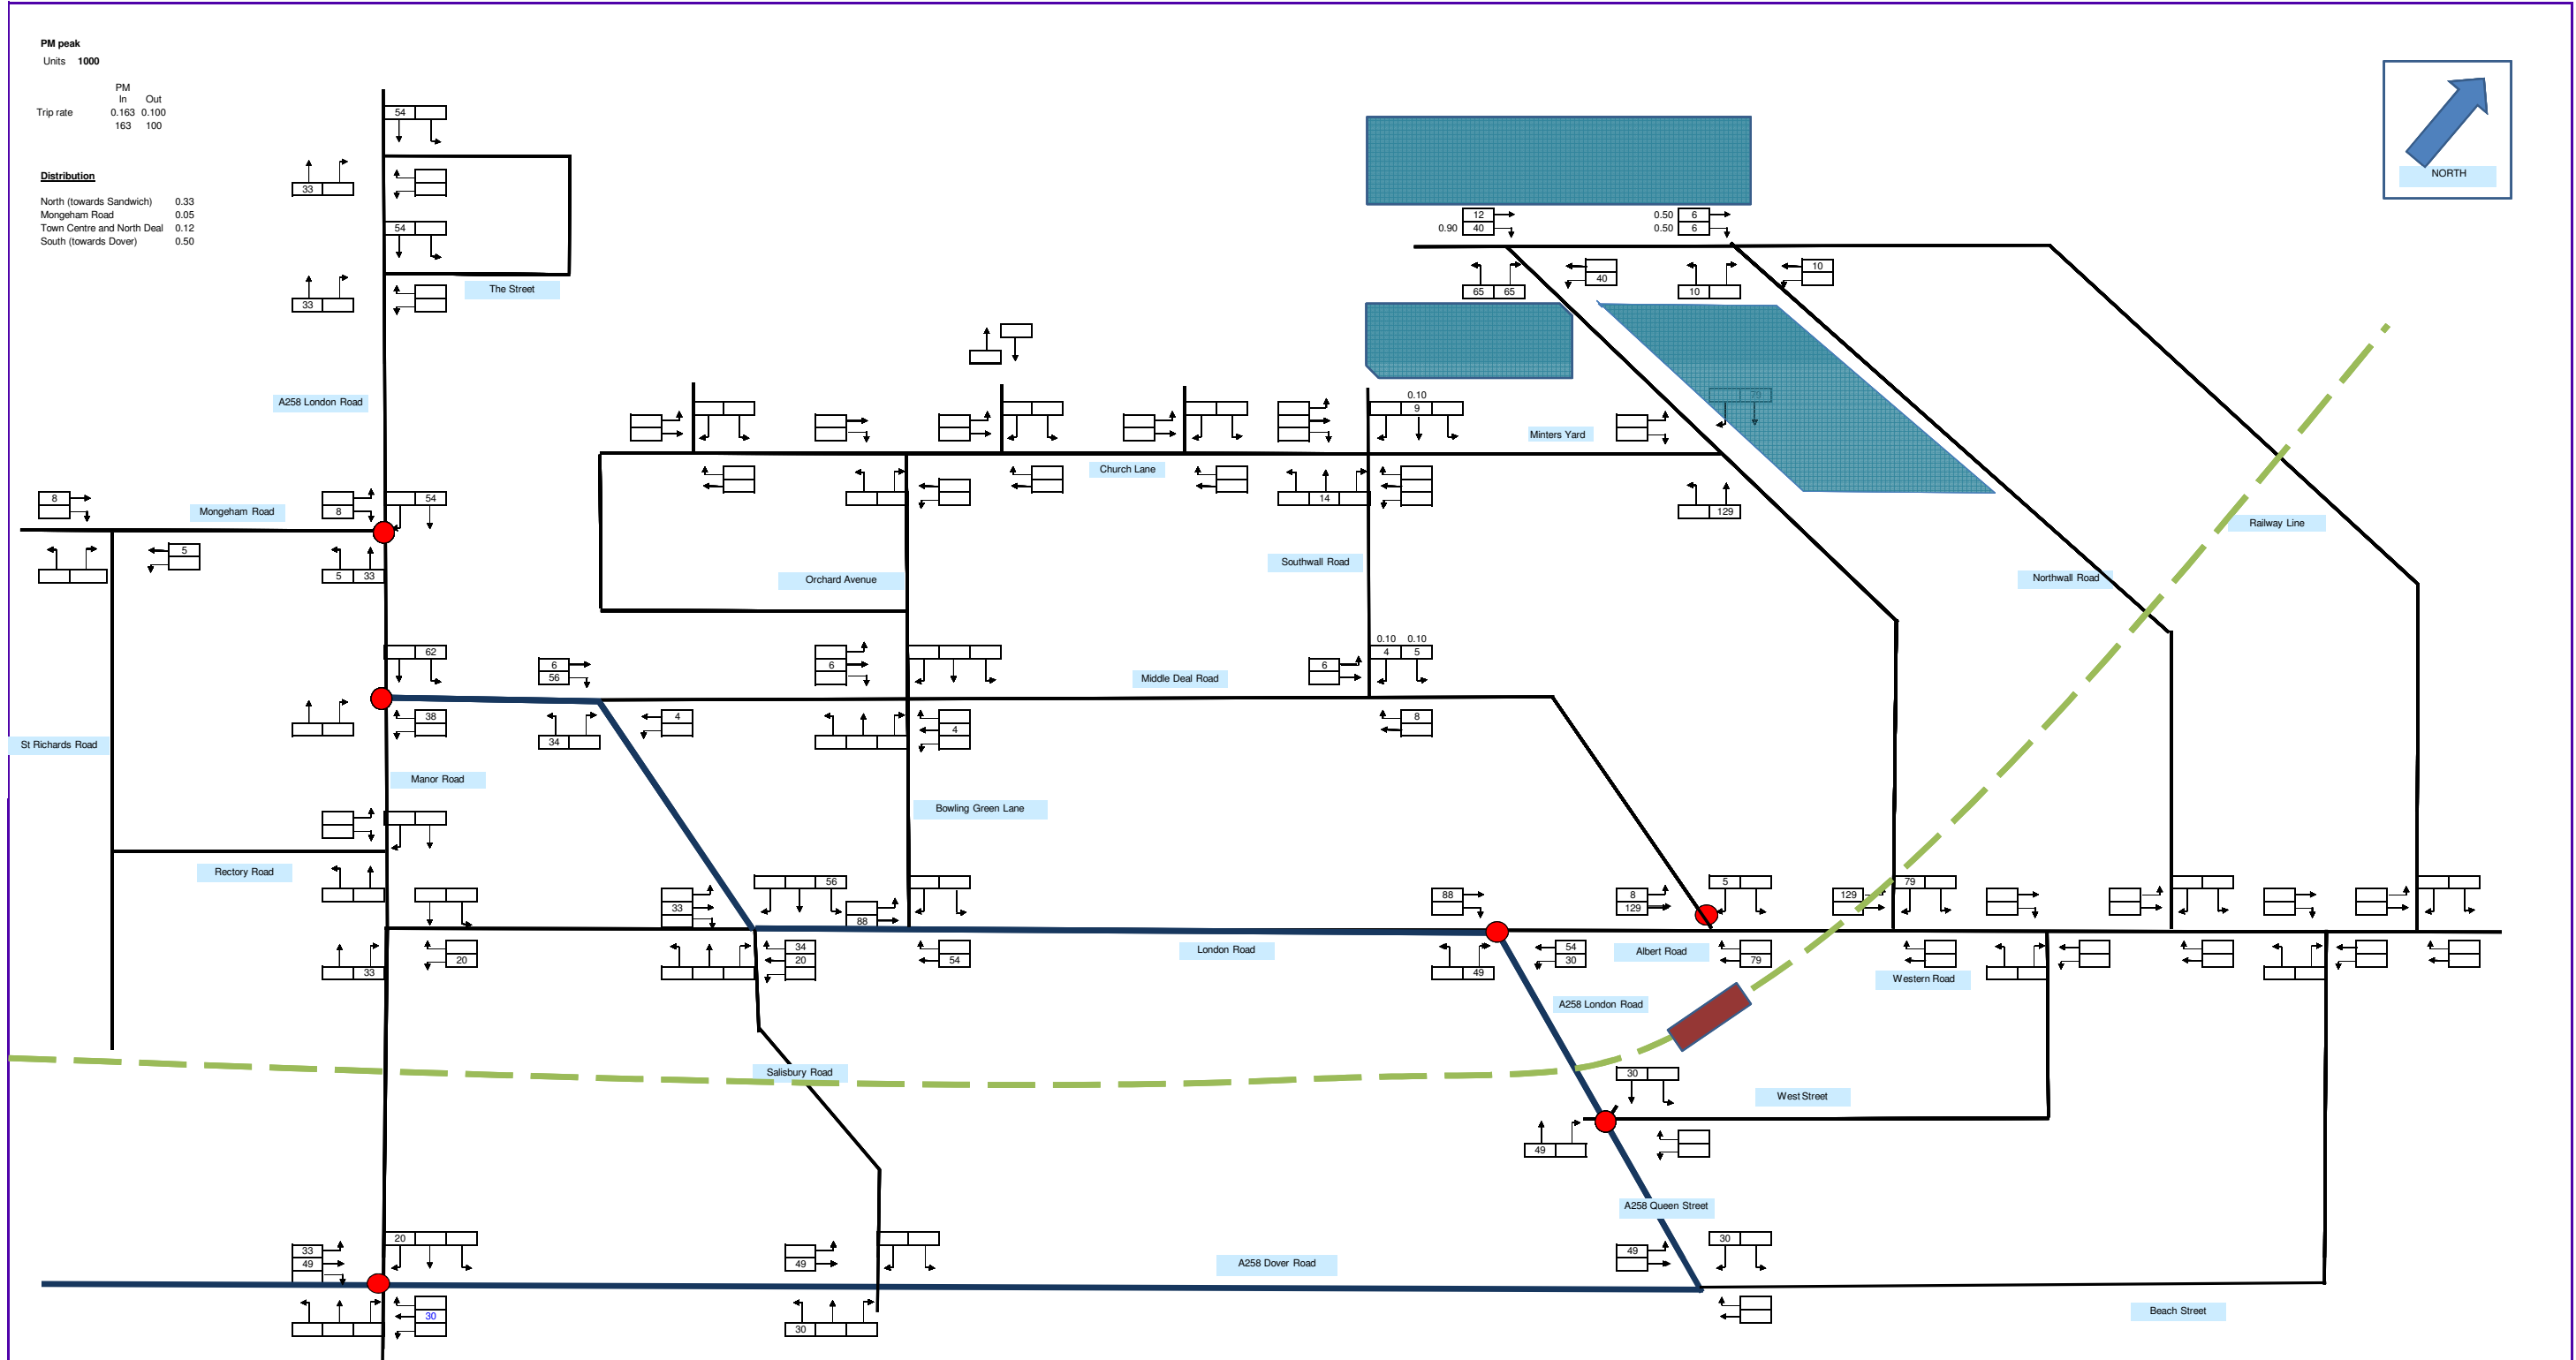 PM peak
Units 1000
PM
In Out
Trip rate 0.163 0.100
163 100
Distribution
North (towards Sandwich) 0.33
Mongeham Road 0.05
Town Centre and North Deal 0.12
South (towards Dover) 0.50
NORTH
54
33
54
33
The Street
12
0.90 40
0.50 6
0.50 6
65 65
40
10
10
A258 London Road
79
0.10
9
Minters Yard
Church Lane
14
129
8
Mongeham Road
8
54
5
5 33
Railway Line
Southwall Road
Orchard Avenue
Northwall Road
62
6
56
6
0.10 0.10
4 5
6
Middle Deal Road
38
34
4
4
8
St Richards Road
Manor Road
Bowling Green Lane
Rectory Road
33
56
88
88
8
129
5
129
79
33
20
34
20
54
London Road
49
54
30
Albert Road
79
Western Road
A258 London Road
Salisbury Road
30
West Street
49
A258 Queen Street
33
49
20
49
A258 Dover Road
49
30
30
30
Beach Street